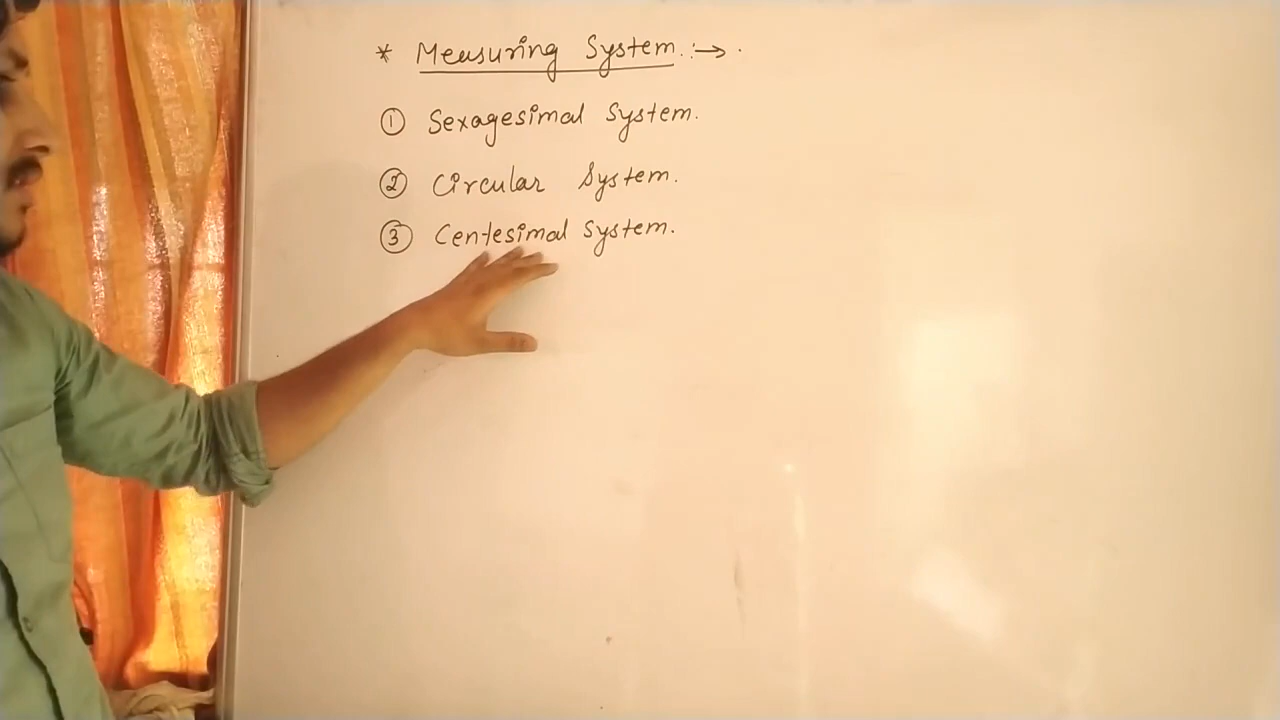 * Measuring System :→
① Sexagesimal System.
② Circular System.
③ Centesimal System.